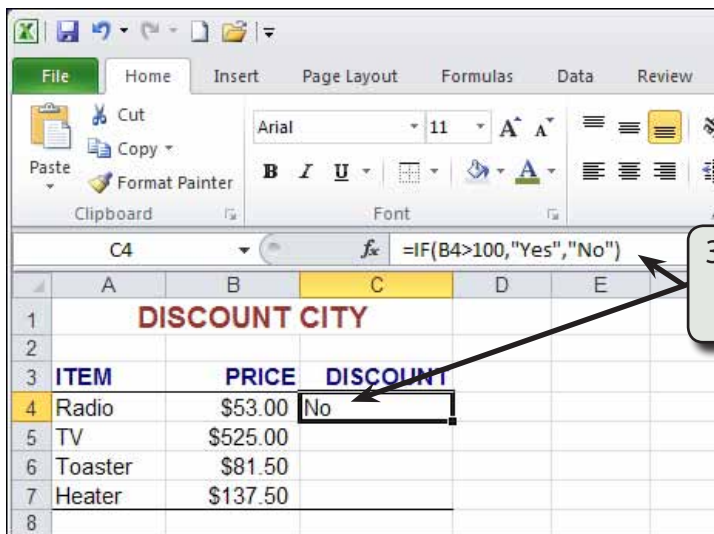 File Home Insert Page Layout Formulas Data Review
Cut
Copy
Paste
Format Painter
Clipboard
Arial 11 A A
B I U A
Font
C4 fx =IF(B4>100,"Yes","No")
3
A B C D E
1 DISCOUNT CITY
2
3 ITEM PRICE DISCOUNT
4 Radio $53.00 No
5 TV $525.00
6 Toaster $81.50
7 Heater $137.50
8